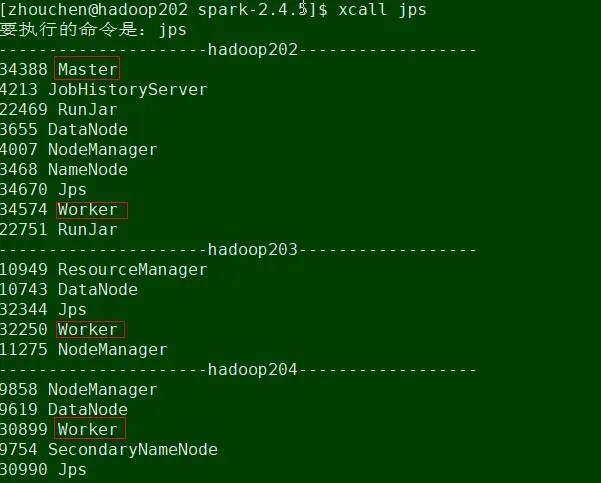 [zhouchen@hadoop202 spark-2.4.5]$ xcall jps
要执行的命令是：jps
---------------------hadoop202------------------
34388 Master
4213 JobHistoryServer
22469 RunJar
3655 DataNode
4007 NodeManager
3468 NameNode
34670 Jps
34574 Worker
22751 RunJar
---------------------hadoop203------------------
10949 ResourceManager
10743 DataNode
32344 Jps
32250 Worker
11275 NodeManager
---------------------hadoop204------------------
9858 NodeManager
9619 DataNode
30899 Worker
9754 SecondaryNameNode
30990 Jps